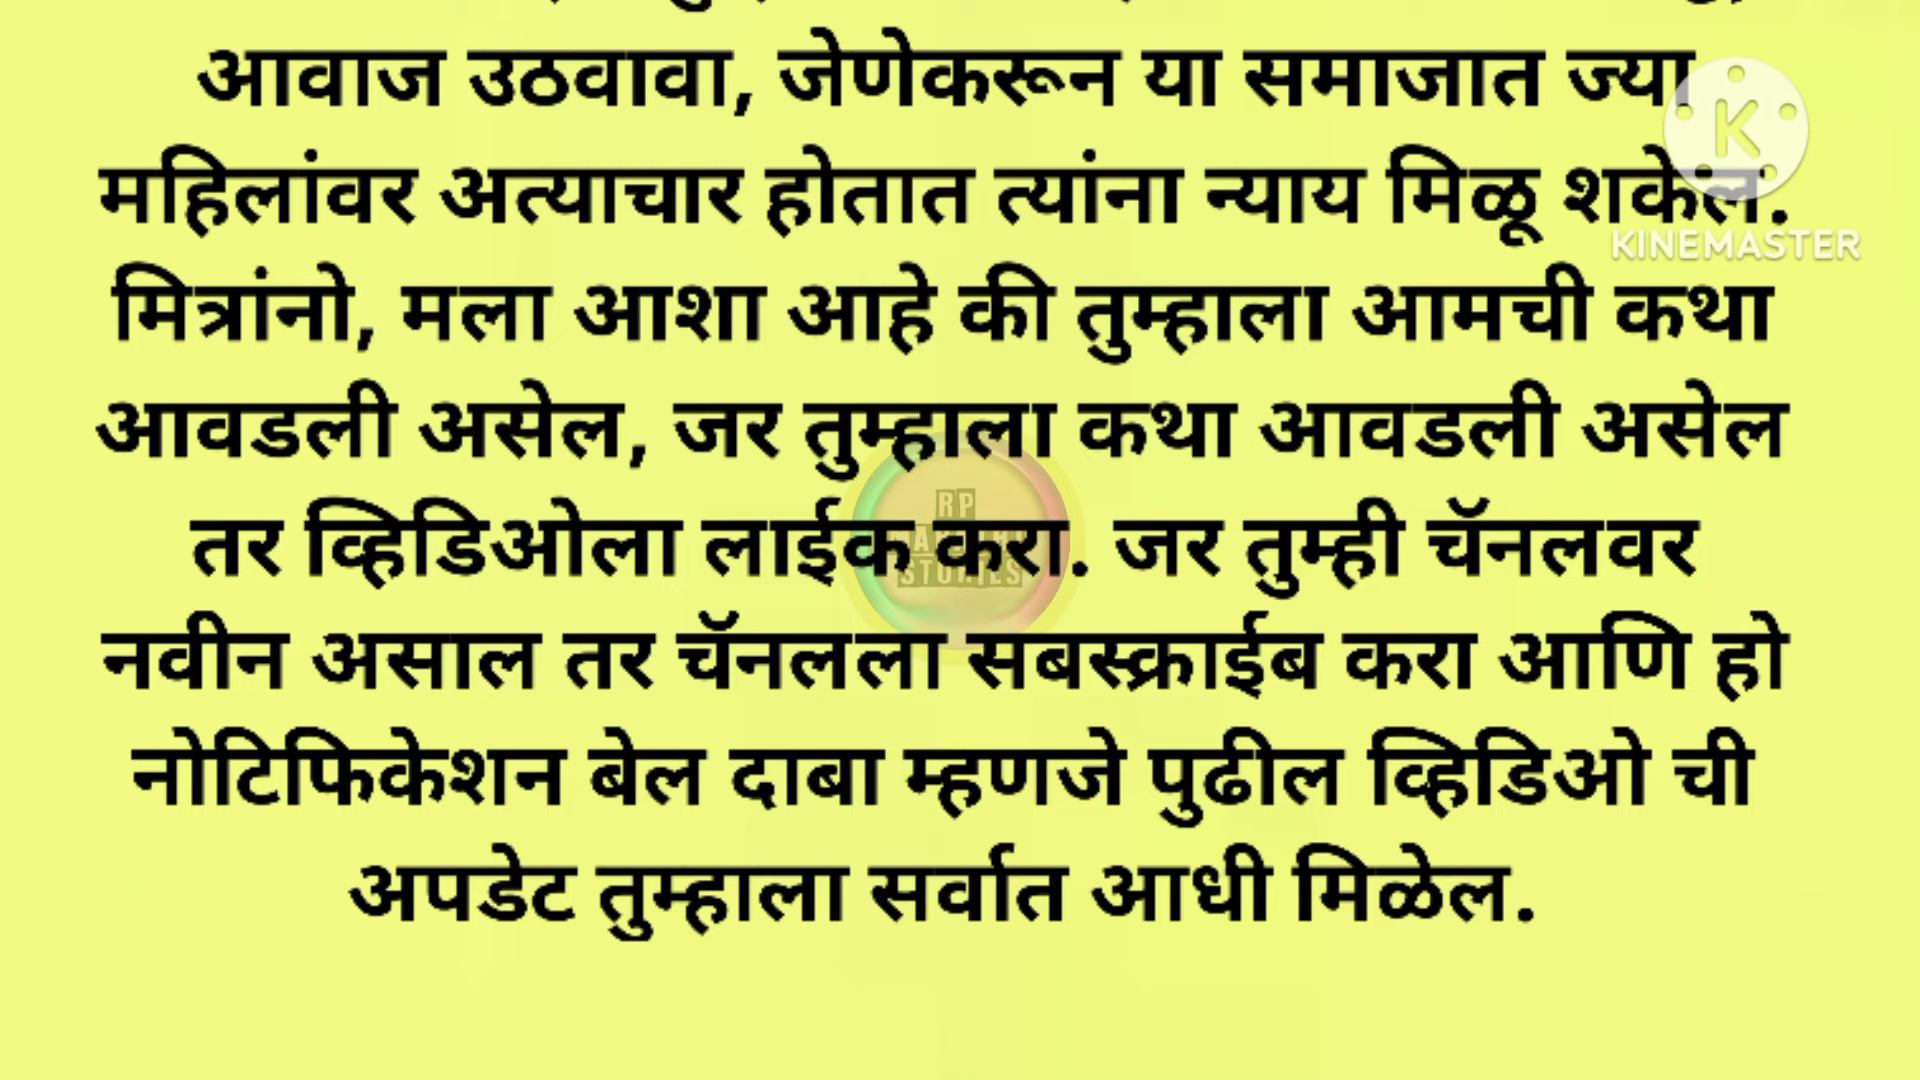 आवाज उठवावा, जेणेकरून या समाजात ज्या
महिलांवर अत्याचार होतात त्यांना न्याय मिळू शकेल.
KINEMASTER
मित्रांनो, मला आशा आहे की तुम्हाला आमची कथा
आवडली असेल, जर तुम्हाला कथा आवडली असेल
RP
तर व्हिडिओला लाईक करा. जर तुम्ही चॅनलवर
STORIES
नवीन असाल तर चॅनलला सबस्क्राईब करा आणि हो
नोटिफिकेशन बेल दाबा म्हणजे पुढील व्हिडिओ ची
अपडेट तुम्हाला सर्वात आधी मिळेल.